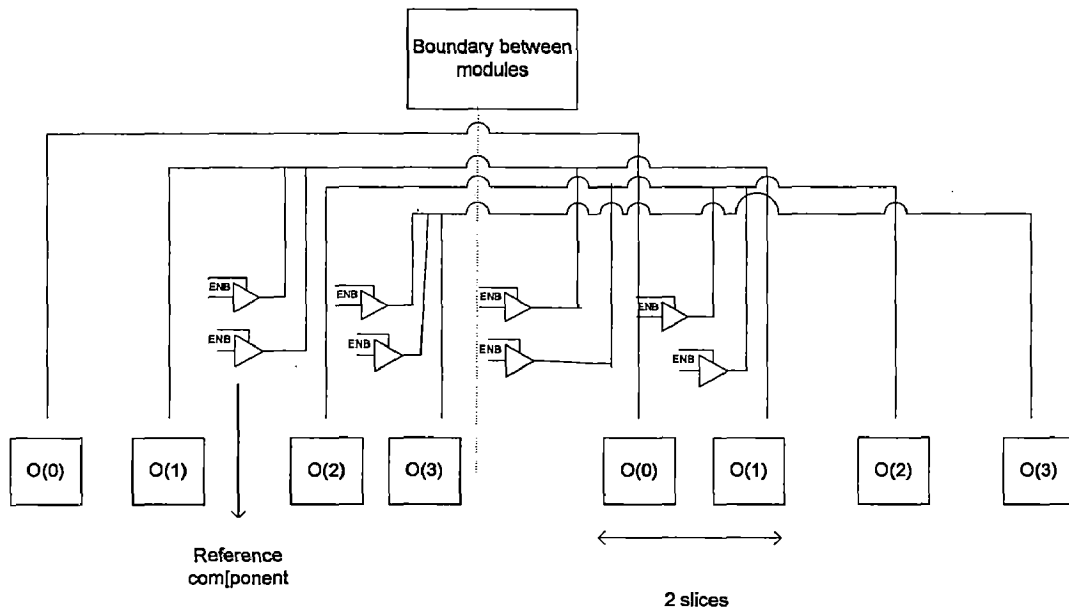 Boundary between
modules
ENB
ENB
ENB
ENB
ENB
ENB
ENB
ENB
O(0)
O(1)
O(2)
O(3)
O(0)
O(1)
O(2)
O(3)
Reference
com[ponent
2 slices